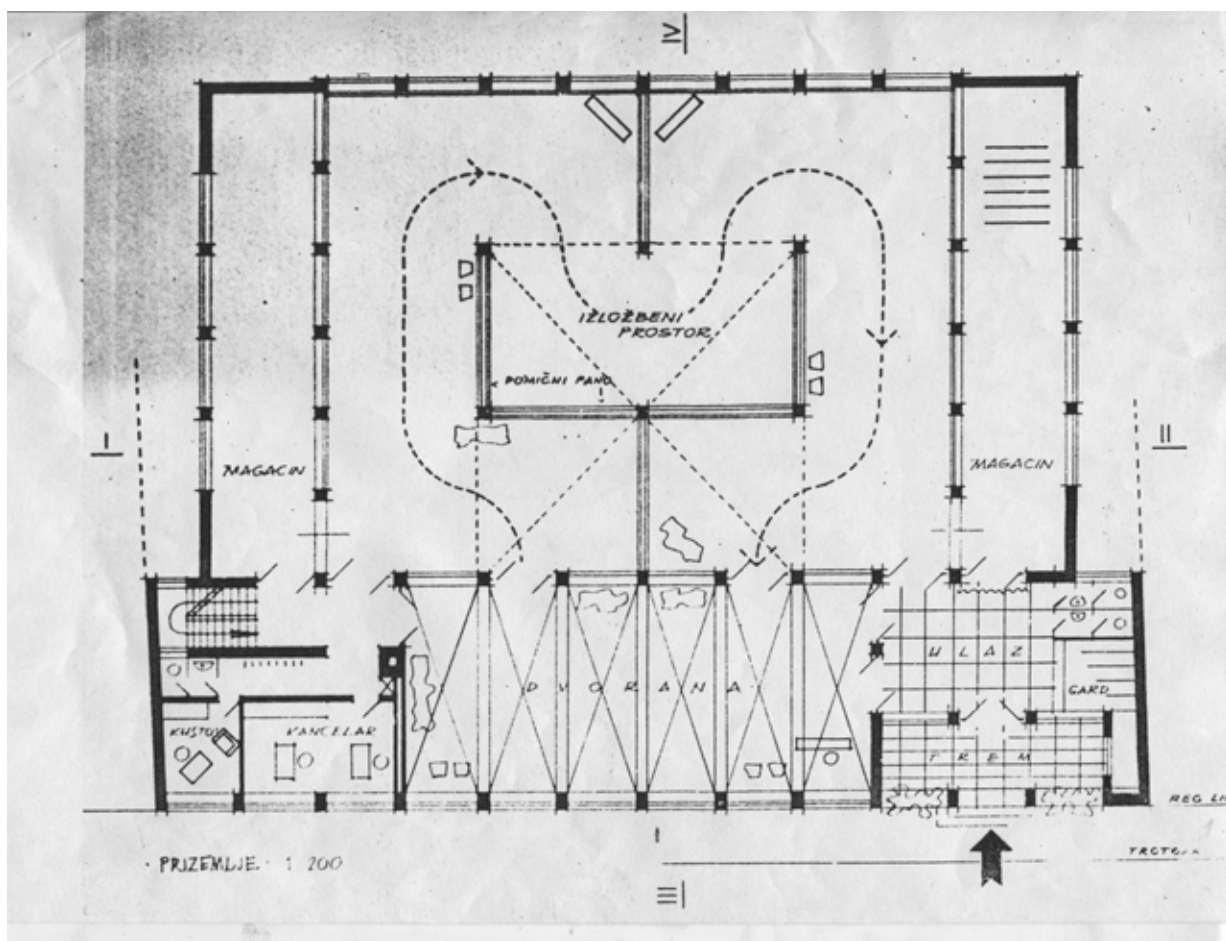 IV
IZLOŽBENI
PROSTOR
POMIČNI PANO
I
II
MAGACIN
MAGACIN
ULAZ
DVORANA
GARD
KUSTOS
KANCELAR
TREM
REG. LI
I
PRIZEMLJE 1 200
III